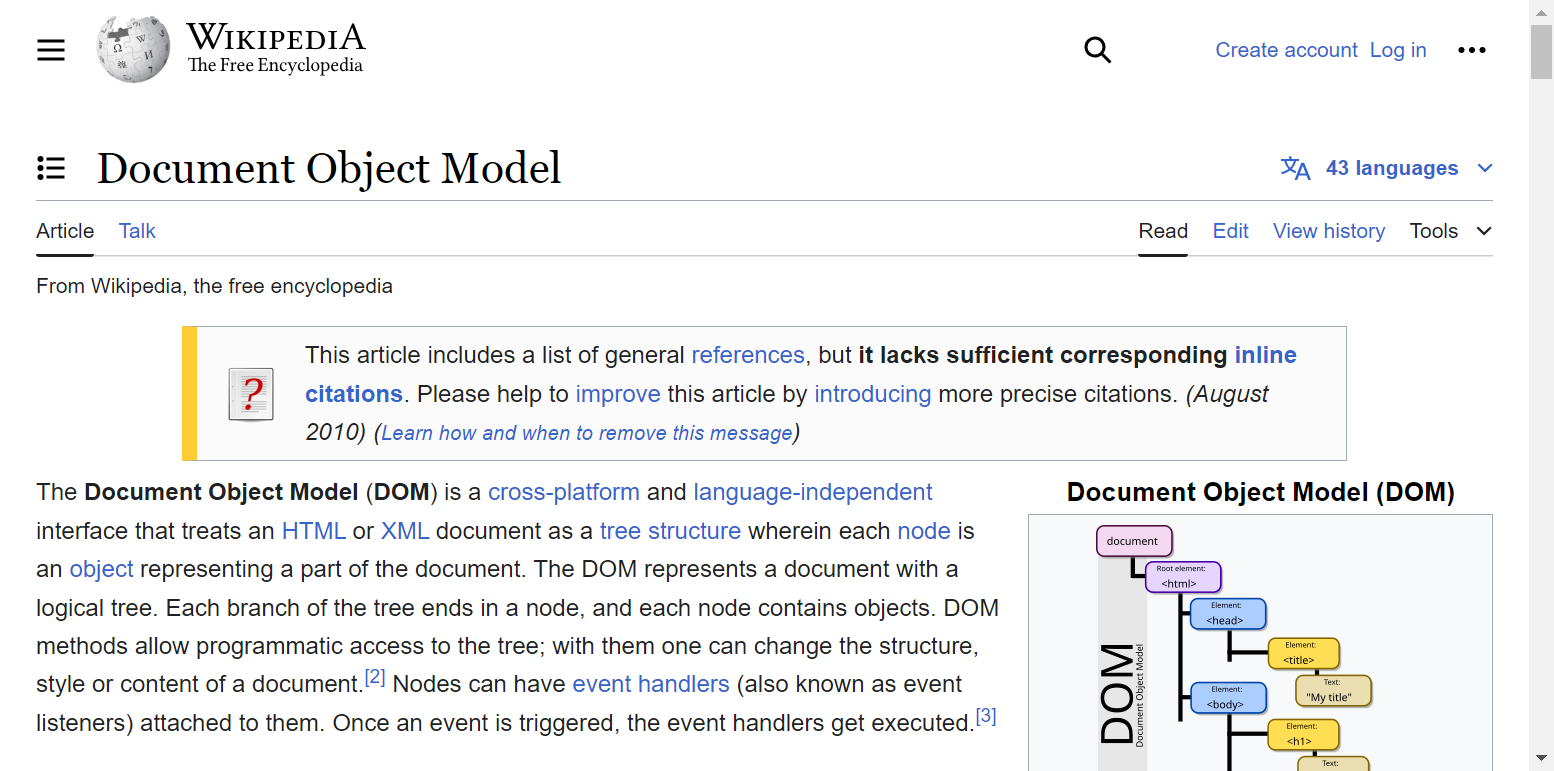 WIKIPEDIA
The Free Encyclopedia
Create account Log in
Document Object Model
43 languages
Article Talk
Read Edit View history Tools
From Wikipedia, the free encyclopedia
This article includes a list of general references, but it lacks sufficient corresponding inline
citations. Please help to improve this article by introducing more precise citations. (August
2010) (Learn how and when to remove this message)
The Document Object Model (DOM) is a cross-platform and language-independent
interface that treats an HTML or XML document as a tree structure wherein each node is
an object representing a part of the document. The DOM represents a document with a
logical tree. Each branch of the tree ends in a node, and each node contains objects. DOM
methods allow programmatic access to the tree; with them one can change the structure,
style or content of a document.[2] Nodes can have event handlers (also known as event
listeners) attached to them. Once an event is triggered, the event handlers get executed.[3]
Document Object Model (DOM)
document
Root element:
<html>
Element:
<head>
Element:
<title>
Text:
"My title"
Element:
<body>
Element:
<h1>
Text:
DOM
Document Object Model